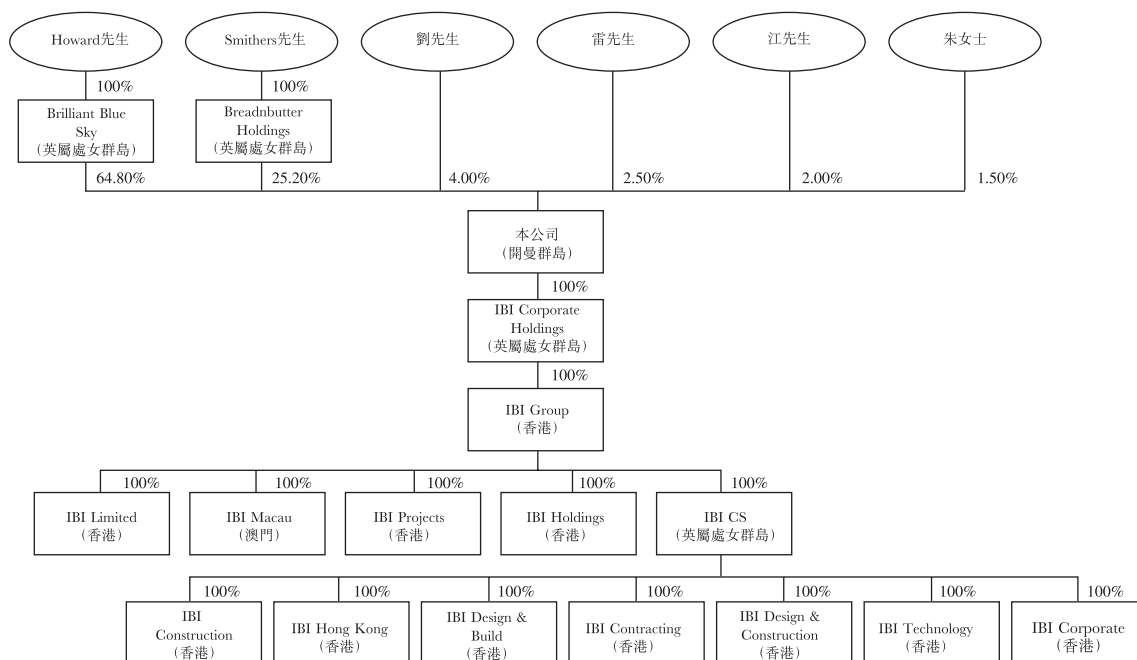 Howard先生
Smithers先生
劉先生
雷先生
江先生
朱女士
100%
100%
Brilliant Blue
Sky
（英屬處女群島）
Breadnbutter
Holdings
（英屬處女群島）
64.80%
25.20%
4.00%
2.50%
2.00%
1.50%
本公司
（開曼群島）
100%
IBI Corporate
Holdings
（英屬處女群島）
100%
IBI Group
（香港）
100%
100%
100%
100%
100%
IBI Limited
（香港）
IBI Macau
（澳門）
IBI Projects
（香港）
IBI Holdings
（香港）
IBI CS
（英屬處女群島）
100%
100%
100%
100%
100%
100%
100%
IBI
Construction
（香港）
IBI Hong Kong
（香港）
IBI Design &
Build
（香港）
IBI Contracting
（香港）
IBI Design &
Construction
（香港）
IBI Technology
（香港）
IBI Corporate
（香港）